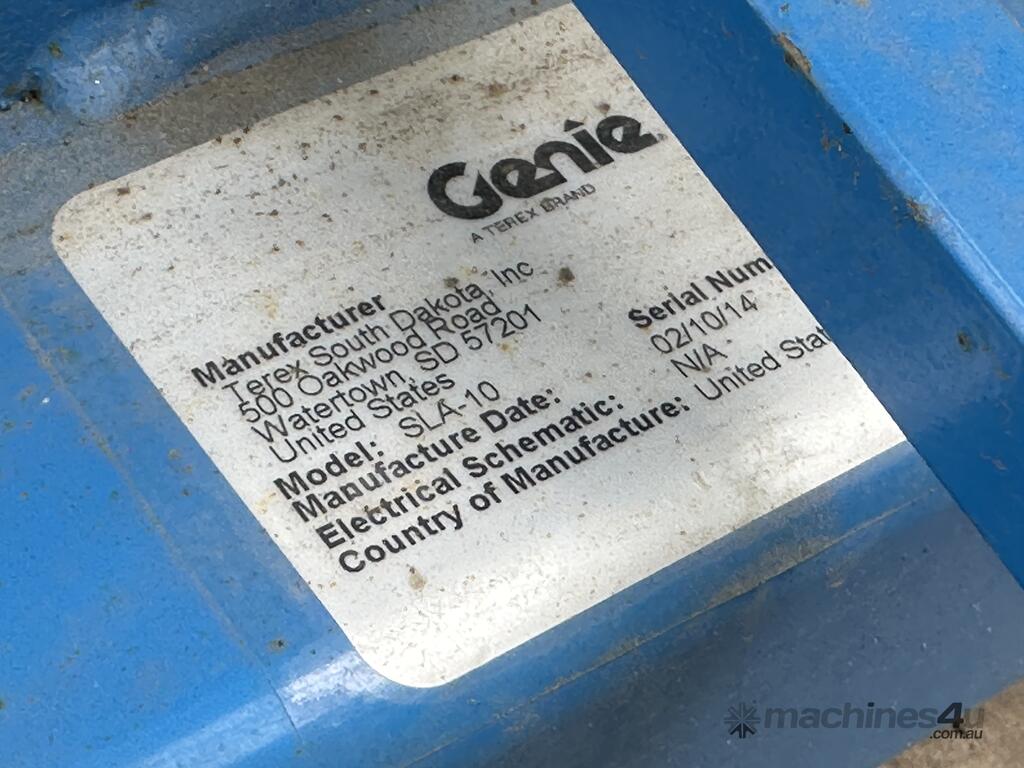 Genie
A TEREX BRAND
Manufacturer
Terex South Dakota, Inc
500 Oakwood Road
Watertown, SD 57201
United States
Model: SLA-10 Serial Num
Manufacture Date: 02/10/14
Electrical Schematic: N/A
Country of Manufacture: United Stat
machines4u
.com.au